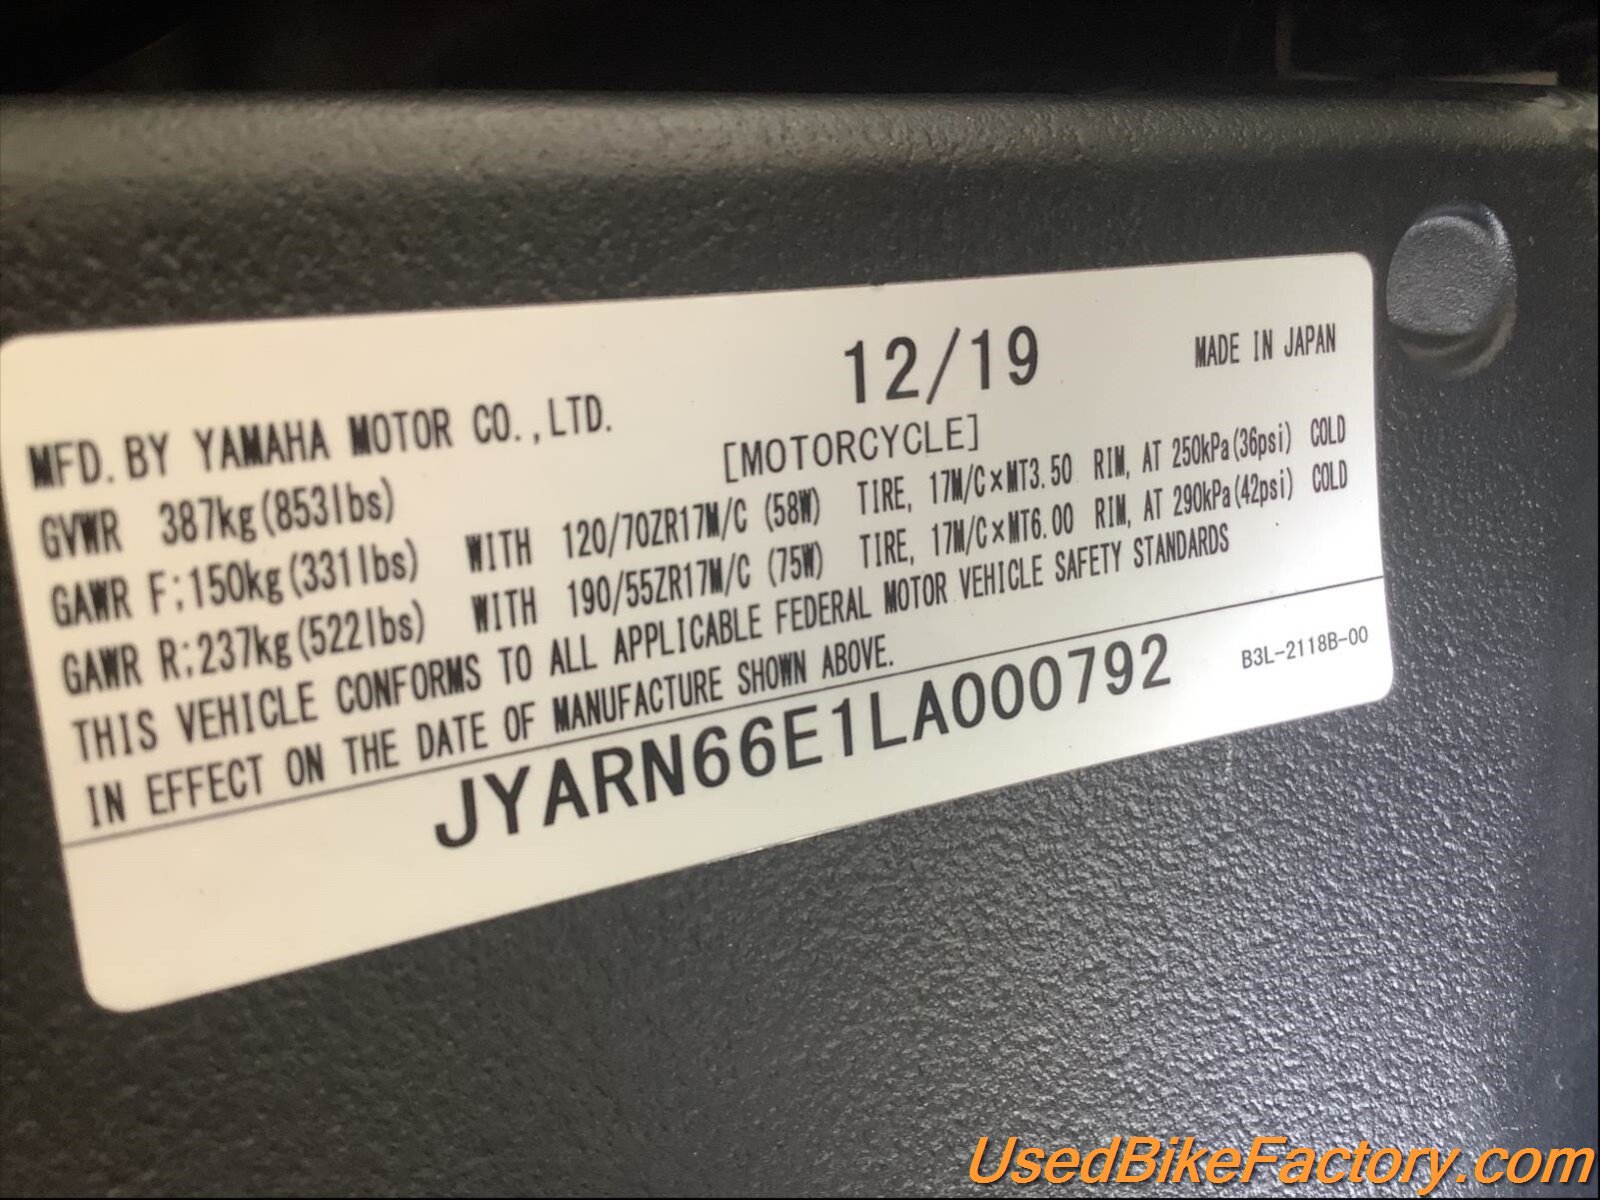 12/19
MADE IN JAPAN
MFD. BY YAMAHA MOTOR CO.,LTD.
[MOTORCYCLE]
GVWR 387kg(853lbs)
GAWR F:150kg(331lbs) WITH 120/70ZR17M/C (58W) TIRE, 17M/C×MT3.50 RIM, AT 250kPa(36psi) COLD
GAWR R:237kg(522lbs) WITH 190/55ZR17M/C (75W) TIRE, 17M/C×MT6.00 RIM, AT 290kPa(42psi) COLD
THIS VEHICLE CONFORMS TO ALL APPLICABLE FEDERAL MOTOR VEHICLE SAFETY STANDARDS
IN EFFECT ON THE DATE OF MANUFACTURE SHOWN ABOVE.
JYARN66E1LA000792
B3L-2118B-00
UsedBikeFactory.com